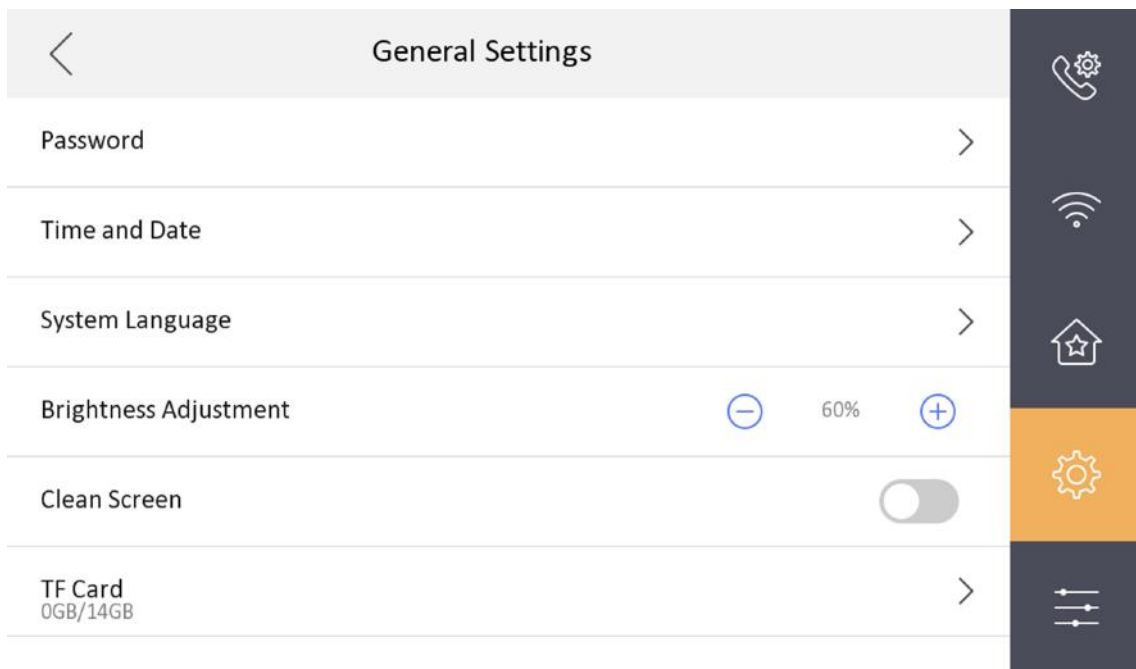 General Settings
Password
Time and Date
System Language
Brightness Adjustment
60%
Clean Screen
TF Card
0GB/14GB